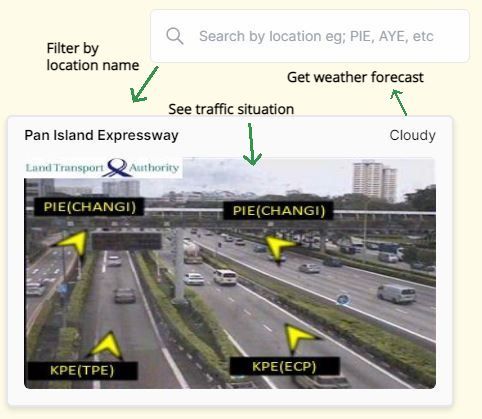 Search by location eg; PIE, AYE, etc
Filter by
location name
Get weather forecast
See traffic situation
Pan Island Expressway
Cloudy
Land Transport Authority
PIE(CHANGI)
PIE(CHANGI)
KPE(TPE)
KPE(ECP)